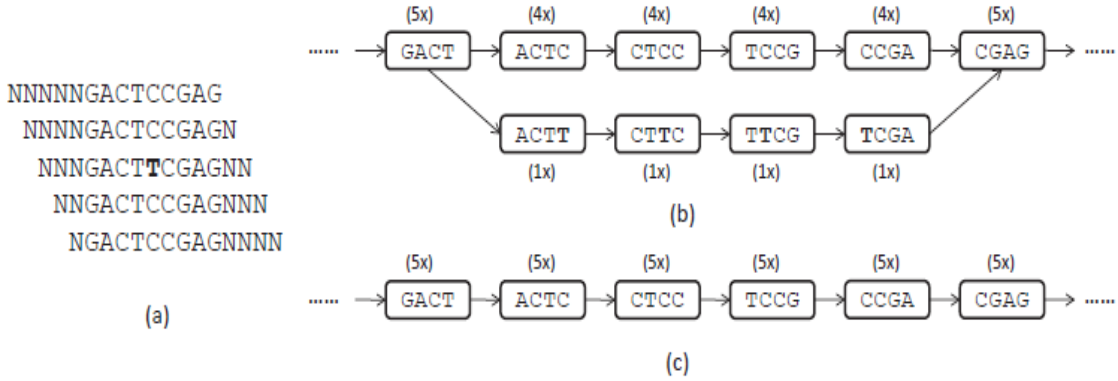 NNNNNGACTCCGAG
NNNNGACTCCGAGN
NNNGACTTCGAGNN
NNGACTCCGAGNNN
NGACTCCGAGNNNN
(a)
(5x) (4x) (4x) (4x) (4x) (5x)
...... GACT ACTC CTCC TCCG CCGA CGAG ......
ACTT CTTC TTCG TCGA
(1x) (1x) (1x) (1x)
(b)
(5x) (5x) (5x) (5x) (5x) (5x)
...... GACT ACTC CTCC TCCG CCGA CGAG ......
(c)